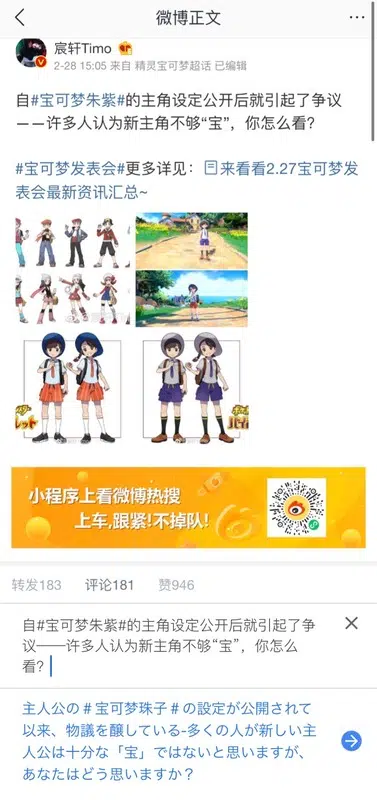 微博正文
宸轩Timo
2-28 15:05 来自 精灵宝可梦超话 已编辑
自#宝可梦朱紫#的主角设定公开后就引起了争议
——许多人认为新主角不够“宝”，你怎么看？
#宝可梦发表会#更多详见：来看看2.27宝可梦发
表会最新资讯汇总~
小程序上看微博热搜
上车,跟紧!不掉队!
转发183 评论181 赞946
自#宝可梦朱紫#的主角设定公开后就引起了争
议——许多人认为新主角不够“宝”，你怎么
看？
主人公の＃宝可梦珠子＃の設定が公開されて
以来、物議を醸している-多くの人が新しい主
人公は十分な「宝」ではないと思いますが、
あなたはどう思いますか？